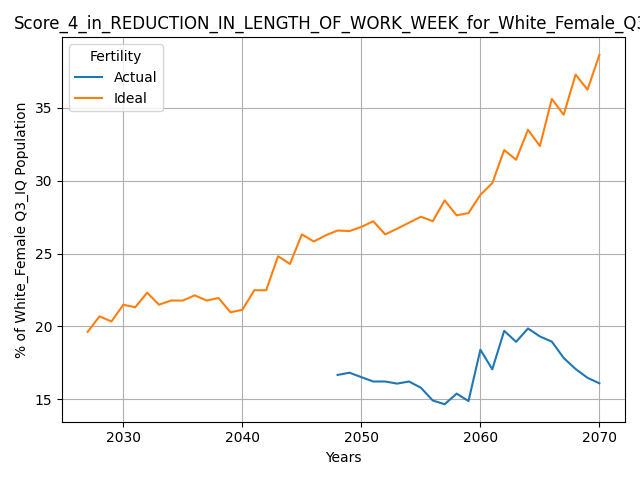 Score_4_in_REDUCTION_IN_LENGTH_OF_WORK_WEEK_for_White_Female_Q3
Fertility
Actual
Ideal
% of White_Female Q3_IQ Population
35
30
25
20
15
2030 2040 2050 2060 2070
Years